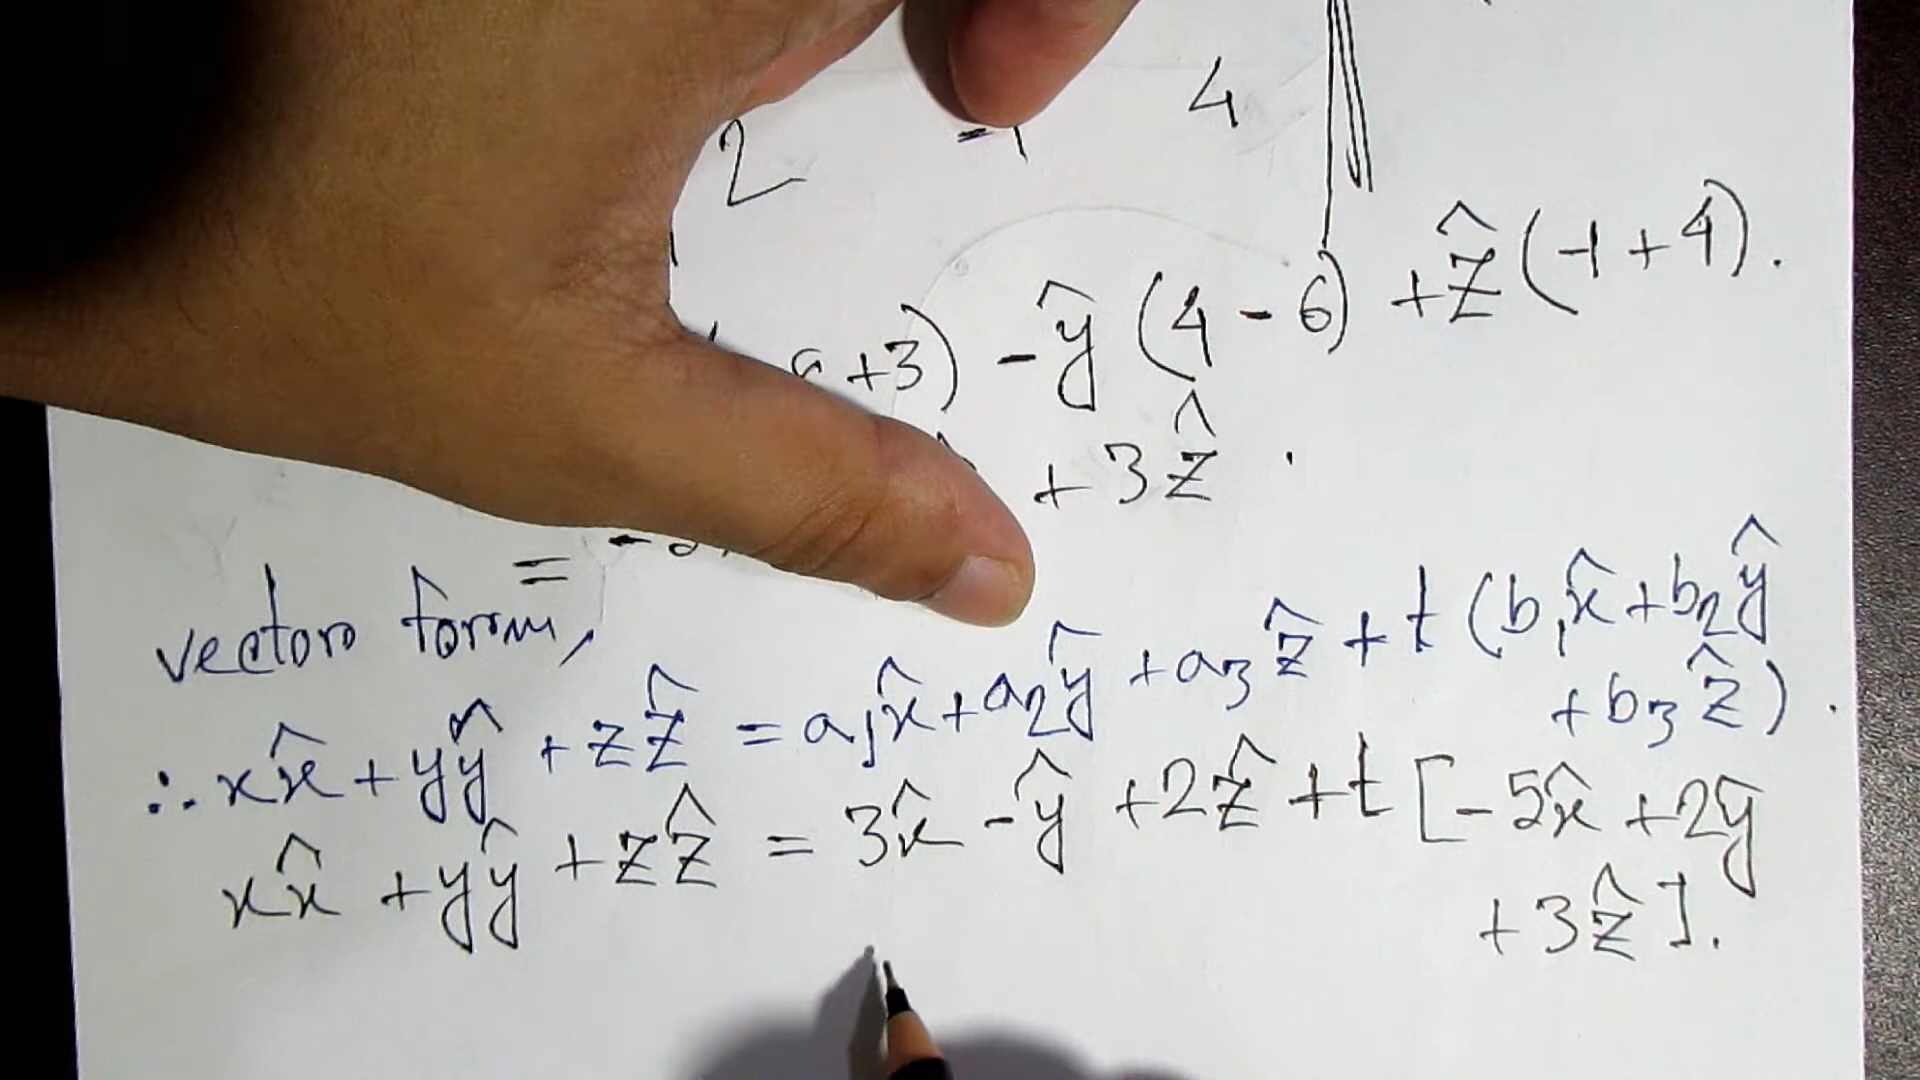 2 -1 4
+3) - ŷ (4 - 6) + ẑ (-1 + 4).
+ 3ẑ .
= -
vector form,
∴ xx̂ + yŷ + zẑ = a₁x̂ + a₂ŷ + a₃ẑ + t (b₁x̂ + b₂ŷ
+ b₃ẑ) .
xx̂ + yŷ + zẑ = 3x̂ - ŷ + 2ẑ + t [-5x̂ + 2ŷ
+ 3ẑ].